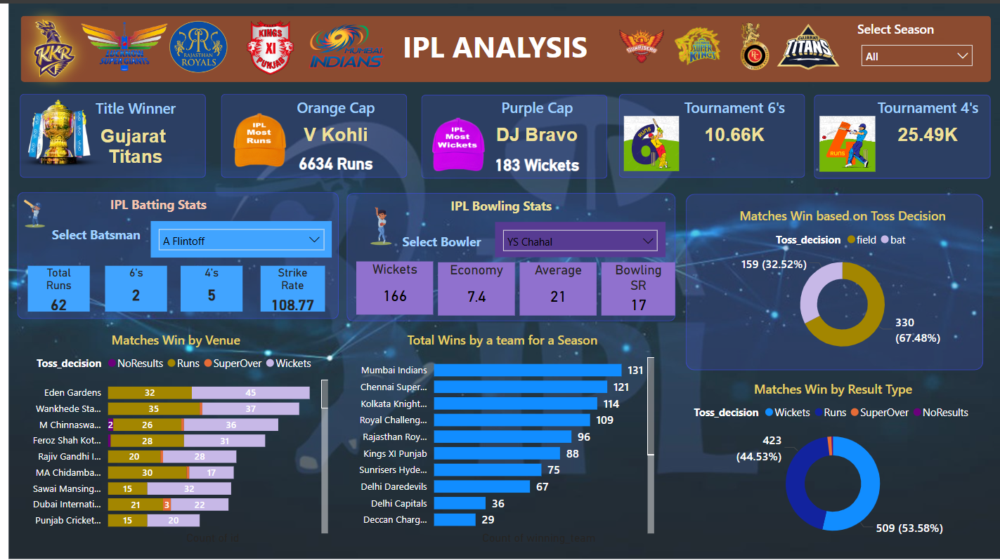 KKR
LUCKNOW
SUPER GIANTS
RAJASTHAN
ROYALS
KINGS
XI
PUNJAB
MUMBAI
INDIANS
IPL ANALYSIS
SUNRISERS
CHENNAI
SUPER
KINGS
GUJARAT
TITANS
Select Season
All
Title Winner
Gujarat
Titans
IPL
Most
Runs
Orange Cap
V Kohli
6634 Runs
IPL
Most
Wickets
Purple Cap
DJ Bravo
183 Wickets
6
RUNS
Tournament 6's
10.66K
4
RUNS
Tournament 4's
25.49K
IPL Batting Stats
Select Batsman
A Flintoff
Total
Runs
62
6's
2
4's
5
Strike
Rate
108.77
IPL Bowling Stats
Select Bowler
YS Chahal
Wickets
166
Economy
7.4
Average
21
Bowling
SR
17
Matches Win based on Toss Decision
Toss_decision field bat
159 (32.52%)
330
(67.48%)
Matches Win by Venue
Toss_decision NoResults Runs SuperOver Wickets
Eden Gardens 32 45
Wankhede Sta... 35 37
M Chinnaswa... 2 26 36
Feroz Shah Kot... 28 31
Rajiv Gandhi I... 20 28
MA Chidamba... 30 17
Sawai Mansing... 15 32
Dubai Internati... 21 3 22
Punjab Cricket... 15 20
Count of id
Total Wins by a team for a Season
Mumbai Indians 131
Chennai Super... 121
Kolkata Knight... 114
Royal Challeng... 109
Rajasthan Roy... 96
Kings XI Punjab 88
Sunrisers Hyde... 75
Delhi Daredevils 67
Delhi Capitals 36
Deccan Charg... 29
Count of winning_team
Matches Win by Result Type
Toss_decision Wickets Runs SuperOver NoResults
423
(44.53%)
509 (53.58%)
IPL